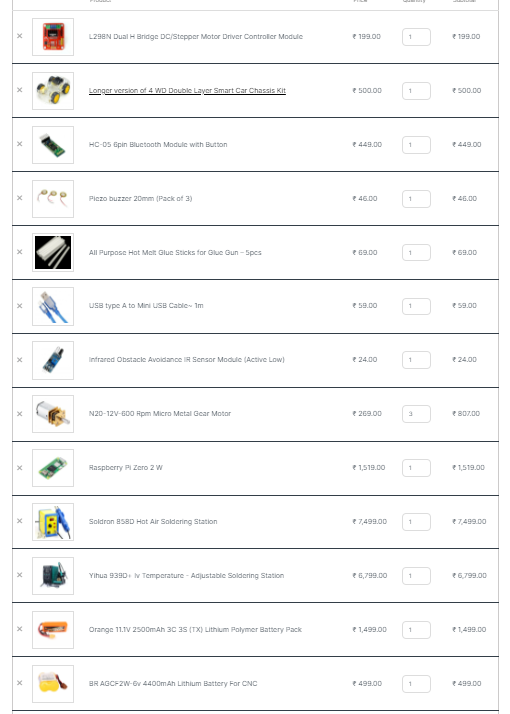 Product Price Quantity Subtotal
× L298N Dual H Bridge DC/Stepper Motor Driver Controller Module ₹ 199.00 1 ₹ 199.00
× Longer version of 4 WD Double Layer Smart Car Chassis Kit ₹ 500.00 1 ₹ 500.00
× HC-05 6pin Bluetooth Module with Button ₹ 449.00 1 ₹ 449.00
× Piezo buzzer 20mm (Pack of 3) ₹ 46.00 1 ₹ 46.00
× All Purpose Hot Melt Glue Sticks for Glue Gun - 5pcs ₹ 69.00 1 ₹ 69.00
× USB type A to Mini USB Cable- 1m ₹ 59.00 1 ₹ 59.00
× Infrared Obstacle Avoidance IR Sensor Module (Active Low) ₹ 24.00 1 ₹ 24.00
× N20-12V-600 Rpm Micro Metal Gear Motor ₹ 269.00 3 ₹ 807.00
× Raspberry Pi Zero 2 W ₹ 1,519.00 1 ₹ 1,519.00
× Soldron 858D Hot Air Soldering Station ₹ 7,499.00 1 ₹ 7,499.00
× Yihua 939D+ iv Temperature - Adjustable Soldering Station ₹ 6,799.00 1 ₹ 6,799.00
× Orange 11.1V 2500mAh 3C 3S (TX) Lithium Polymer Battery Pack ₹ 1,499.00 1 ₹ 1,499.00
× BR AGCF2W-6v 4400mAh Lithium Battery For CNC ₹ 499.00 1 ₹ 499.00